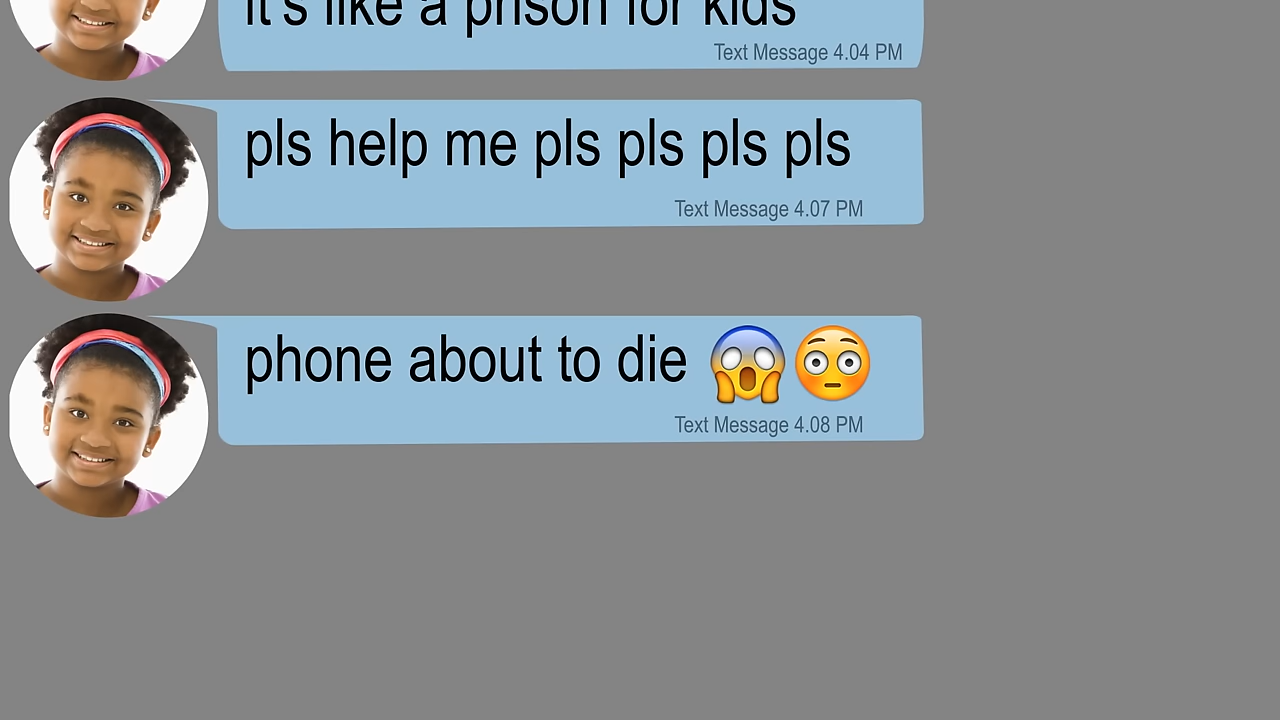 it's like a prison for kids
Text Message 4.04 PM
pls help me pls pls pls pls
Text Message 4.07 PM
phone about to die 😱😳
Text Message 4.08 PM